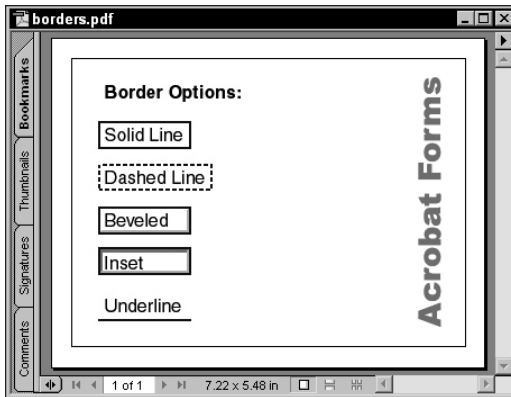 borders.pdf
Bookmarks
Thumbnails
Signatures
Comments
Border Options:
Solid Line
Dashed Line
Beveled
Inset
Underline
Acrobat Forms
1 of 1
7.22 x 5.48 in